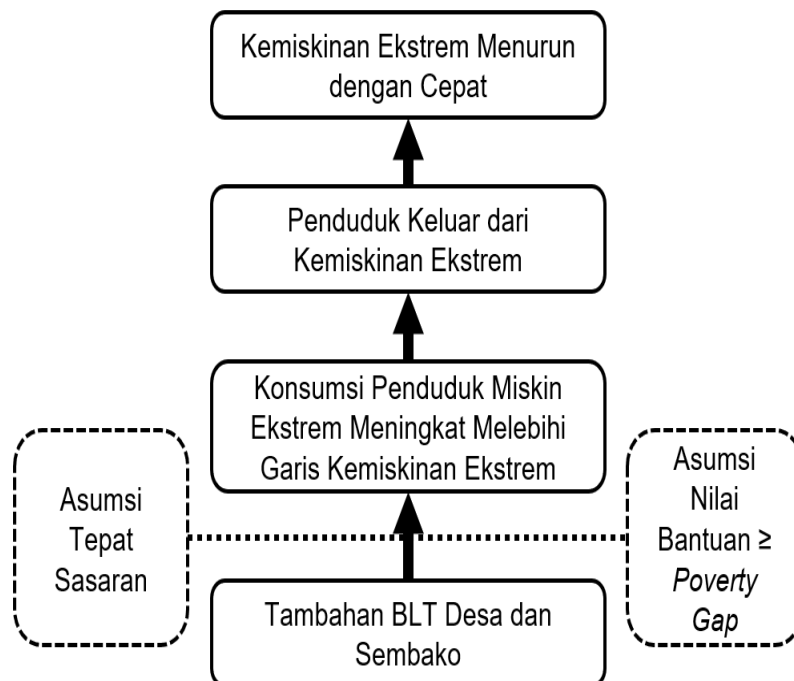 Kemiskinan Ekstrem Menurun
dengan Cepat
Penduduk Keluar dari
Kemiskinan Ekstrem
Konsumsi Penduduk Miskin
Ekstrem Meningkat Melebihi
Garis Kemiskinan Ekstrem
Asumsi
Tepat
Sasaran
Asumsi
Nilai
Bantuan ≥
Poverty
Gap
Tambahan BLT Desa dan
Sembako